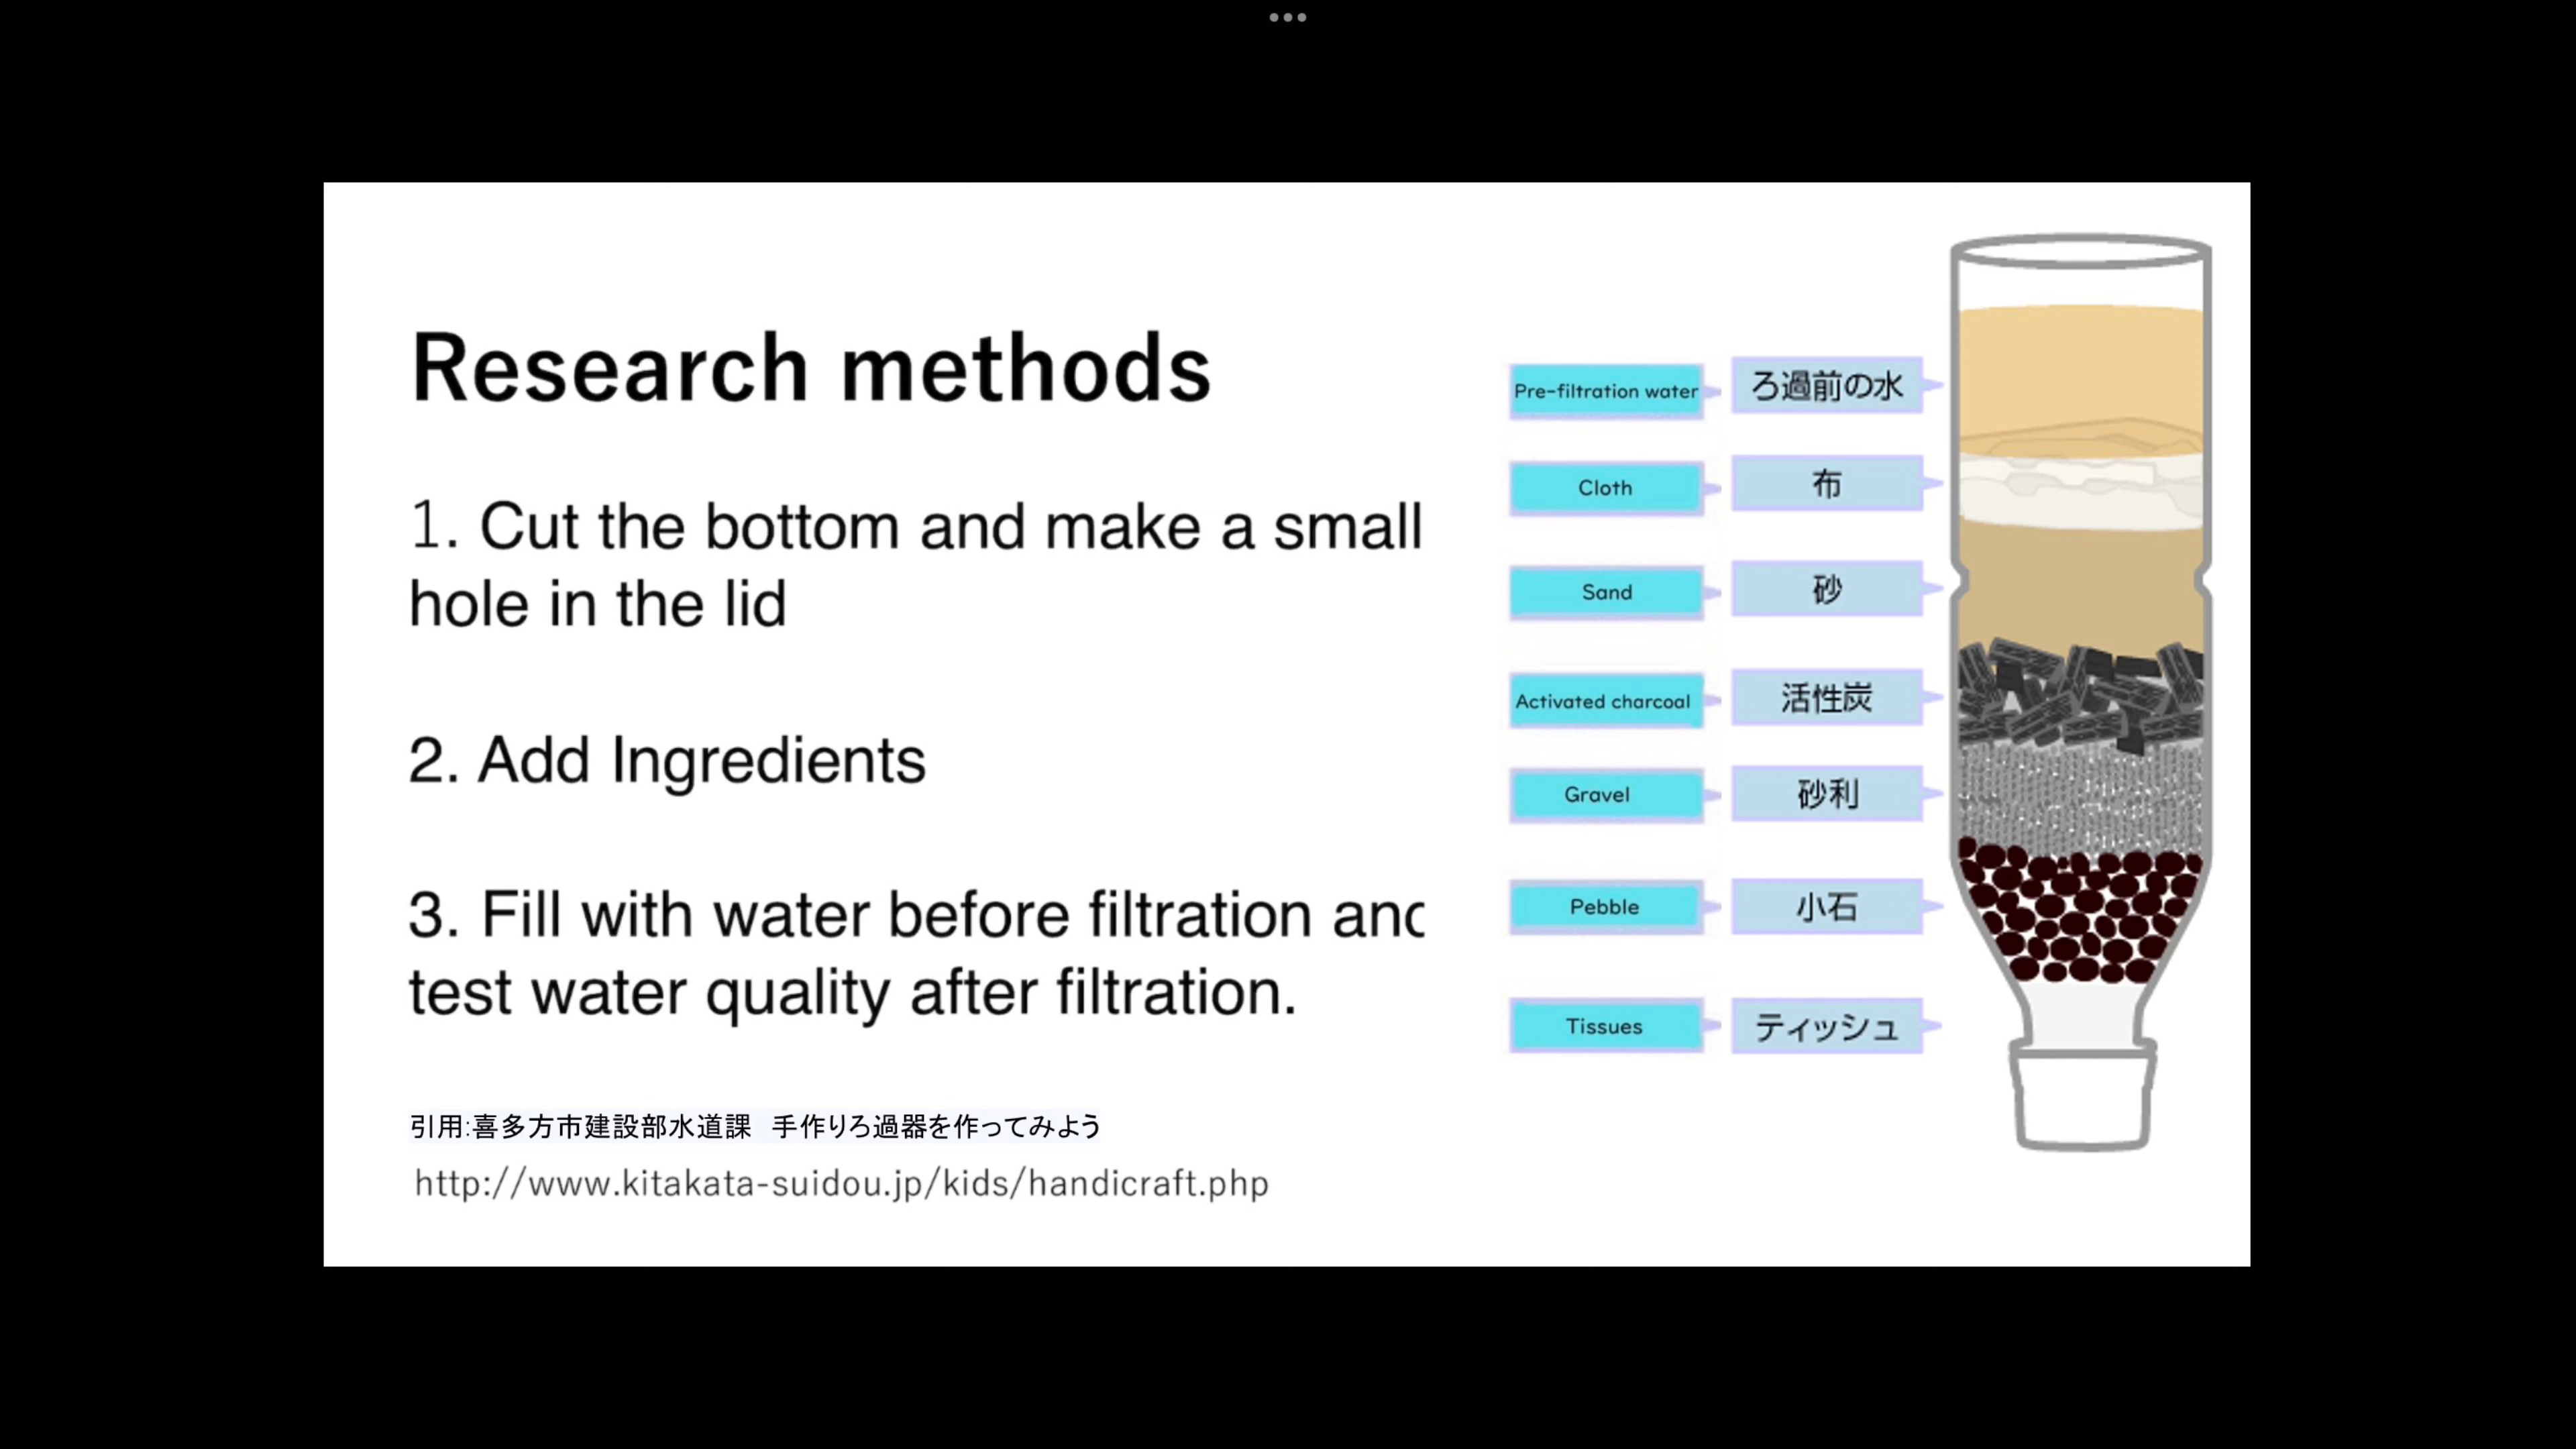 Research methods
1. Cut the bottom and make a small
hole in the lid
2. Add Ingredients
3. Fill with water before filtration and
test water quality after filtration.
引用:喜多方市建設部水道課　手作りろ過器を作ってみよう
http://www.kitakata-suidou.jp/kids/handicraft.php
Pre-filtration water ろ過前の水
Cloth 布
Sand 砂
Activated charcoal 活性炭
Gravel 砂利
Pebble 小石
Tissues ティッシュ